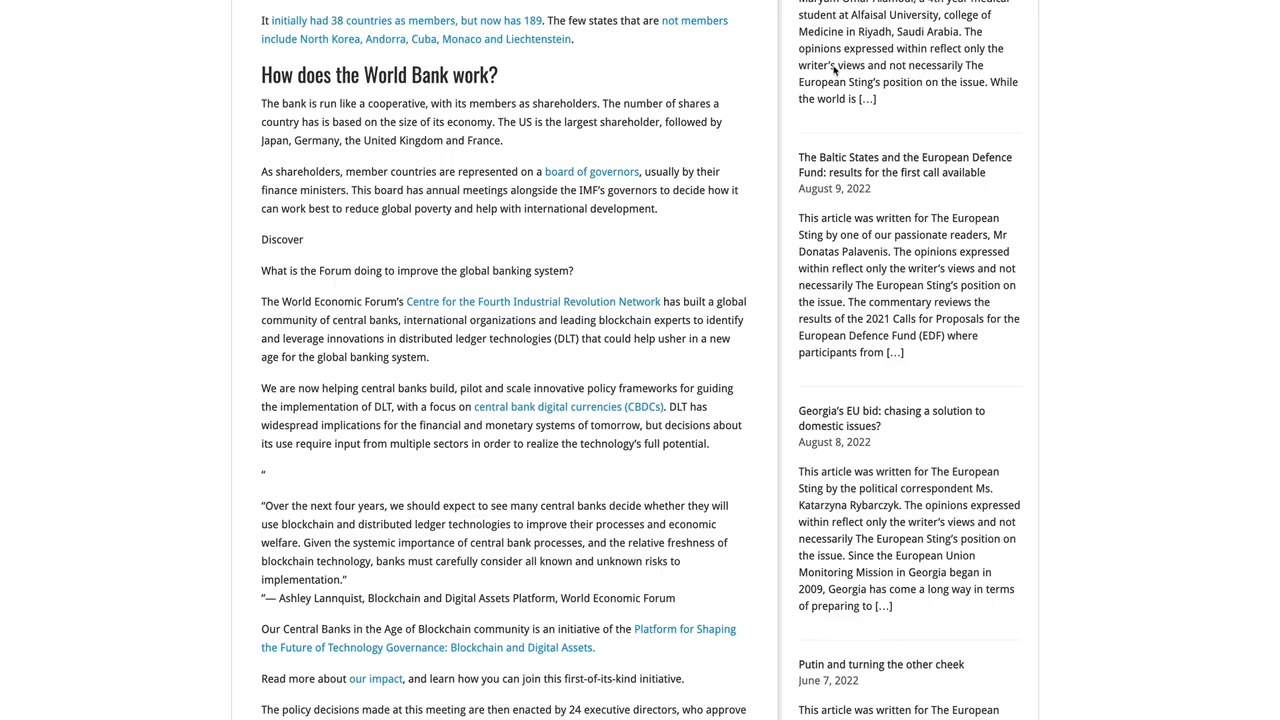 It initially had 38 countries as members, but now has 189. The few states that are not members
include North Korea, Andorra, Cuba, Monaco and Liechtenstein.
How does the World Bank work?
The bank is run like a cooperative, with its members as shareholders. The number of shares a
country has is based on the size of its economy. The US is the largest shareholder, followed by
Japan, Germany, the United Kingdom and France.
As shareholders, member countries are represented on a board of governors, usually by their
finance ministers. This board has annual meetings alongside the IMF’s governors to decide how it
can work best to reduce global poverty and help with international development.
Discover
What is the Forum doing to improve the global banking system?
The World Economic Forum’s Centre for the Fourth Industrial Revolution Network has built a global
community of central banks, international organizations and leading blockchain experts to identify
and leverage innovations in distributed ledger technologies (DLT) that could help usher in a new
age for the global banking system.
We are now helping central banks build, pilot and scale innovative policy frameworks for guiding
the implementation of DLT, with a focus on central bank digital currencies (CBDCs). DLT has
widespread implications for the financial and monetary systems of tomorrow, but decisions about
its use require input from multiple sectors in order to realize the technology’s full potential.
“
“Over the next four years, we should expect to see many central banks decide whether they will
use blockchain and distributed ledger technologies to improve their processes and economic
welfare. Given the systemic importance of central bank processes, and the relative freshness of
blockchain technology, banks must carefully consider all known and unknown risks to
implementation.”
“— Ashley Lannquist, Blockchain and Digital Assets Platform, World Economic Forum
Our Central Banks in the Age of Blockchain community is an initiative of the Platform for Shaping
the Future of Technology Governance: Blockchain and Digital Assets.
Read more about our impact, and learn how you can join this first-of-its-kind initiative.
The policy decisions made at this meeting are then enacted by 24 executive directors, who approve
student at Alfaisal University, college of
Medicine in Riyadh, Saudi Arabia. The
opinions expressed within reflect only the
writer’s views and not necessarily The
European Sting’s position on the issue. While
the world is […]
The Baltic States and the European Defence
Fund: results for the first call available
August 9, 2022
This article was written for The European
Sting by one of our passionate readers, Mr
Donatas Palavenis. The opinions expressed
within reflect only the writer’s views and not
necessarily The European Sting’s position on
the issue. The commentary reviews the
results of the 2021 Calls for Proposals for the
European Defence Fund (EDF) where
participants from […]
Georgia’s EU bid: chasing a solution to
domestic issues?
August 8, 2022
This article was written for The European
Sting by the political correspondent Ms.
Katarzyna Rybarczyk. The opinions expressed
within reflect only the writer’s views and not
necessarily The European Sting’s position on
the issue. Since the European Union
Monitoring Mission in Georgia began in
2009, Georgia has come a long way in terms
of preparing to […]
Putin and turning the other cheek
June 7, 2022
This article was written for The European